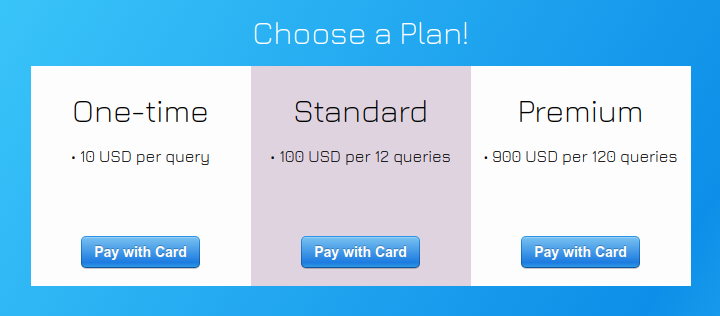 Choose a Plan!
One-time
• 10 USD per query
Pay with Card
Standard
• 100 USD per 12 queries
Pay with Card
Premium
• 900 USD per 120 queries
Pay with Card